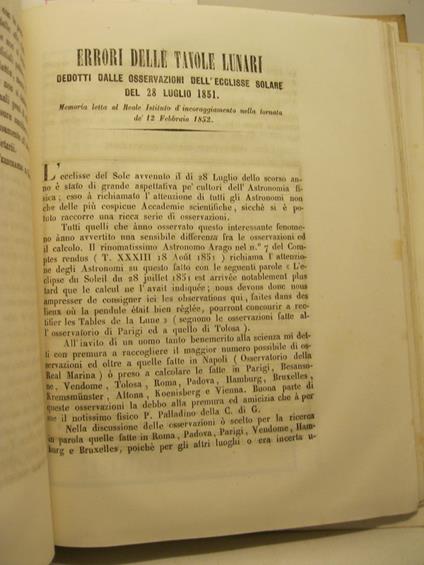 ERRORI DELLE TAVOLE LUNARI
DEDOTTI DALLE OSSERVAZIONI DELL'ECCLISSE SOLARE
DEL 28 LUGLIO 1851.
Memoria letta al Reale Istituto d'incoraggiamento nella tornata
de' 12 Febbraio 1852.
L'ecclisse del Sole avvenuto il dì 28 Luglio dello scorso an-
no è stato di grande aspettativa pe' cultori dell'Astronomia fi-
sica; esso à richiamato l'attenzione di tutti gli Astronomi non
che delle più cospicue Accademie scientifiche, sicchè si è po-
tuto raccorre una ricca serie di osservazioni.
Tutti quelli che ànno osservato questo interessante fenome-
no ànno avvertito una sensibile differenza fra le osservazioni ed
il calcolo. Il rinomatissimo Astronomo Arago nel n.° 7 del Com-
ptes rendus ( T. XXXIII 18 Août 1851 ) richiama l'attenzio-
ne degli Astronomi su questo fatto con le seguenti parole « L'e-
clipse du Soleil du 28 juillet 1851 est arrivée notablement plus
tard que le calcul ne l'avait indiquée; nous devons donc nous
empresser de consigner ici les observations qui, faites dans des
lieux où la pendule était bien règlée, pourront concourir a rec-
tifier les Tables de la Lune » ( segnono le osservazioni fatte al-
l'osservatorio di Parigi ed a quello di Tolosa ).
All'invito di un uomo tanto benemerito alla scienza mi det-
ti con premura a raccogliere il maggior numero possibile di os-
servazioni ed oltre a quelle fatte in Napoli ( Osservatorio della
Real Marina ) ò preso a calcolare le fatte in Parigi, Besanso-
ne, Vendome, Tolosa, Roma, Padova, Hamburg, Bruxelles,
Kremsmünster, Altona, Koenisberg e Vienna. Buona parte di
queste osservazioni la debbo alla premura ed amicizia che à per
me il notissimo fisico P. Palladino della C. di G.
Nella discussione delle osservazioni ò scelto per la ricerca
in parola quelle fatte in Roma, Padova, Parigi, Vendome, Ham-
burg e Bruxelles, poichè per gli altri luoghi o era incerta u-